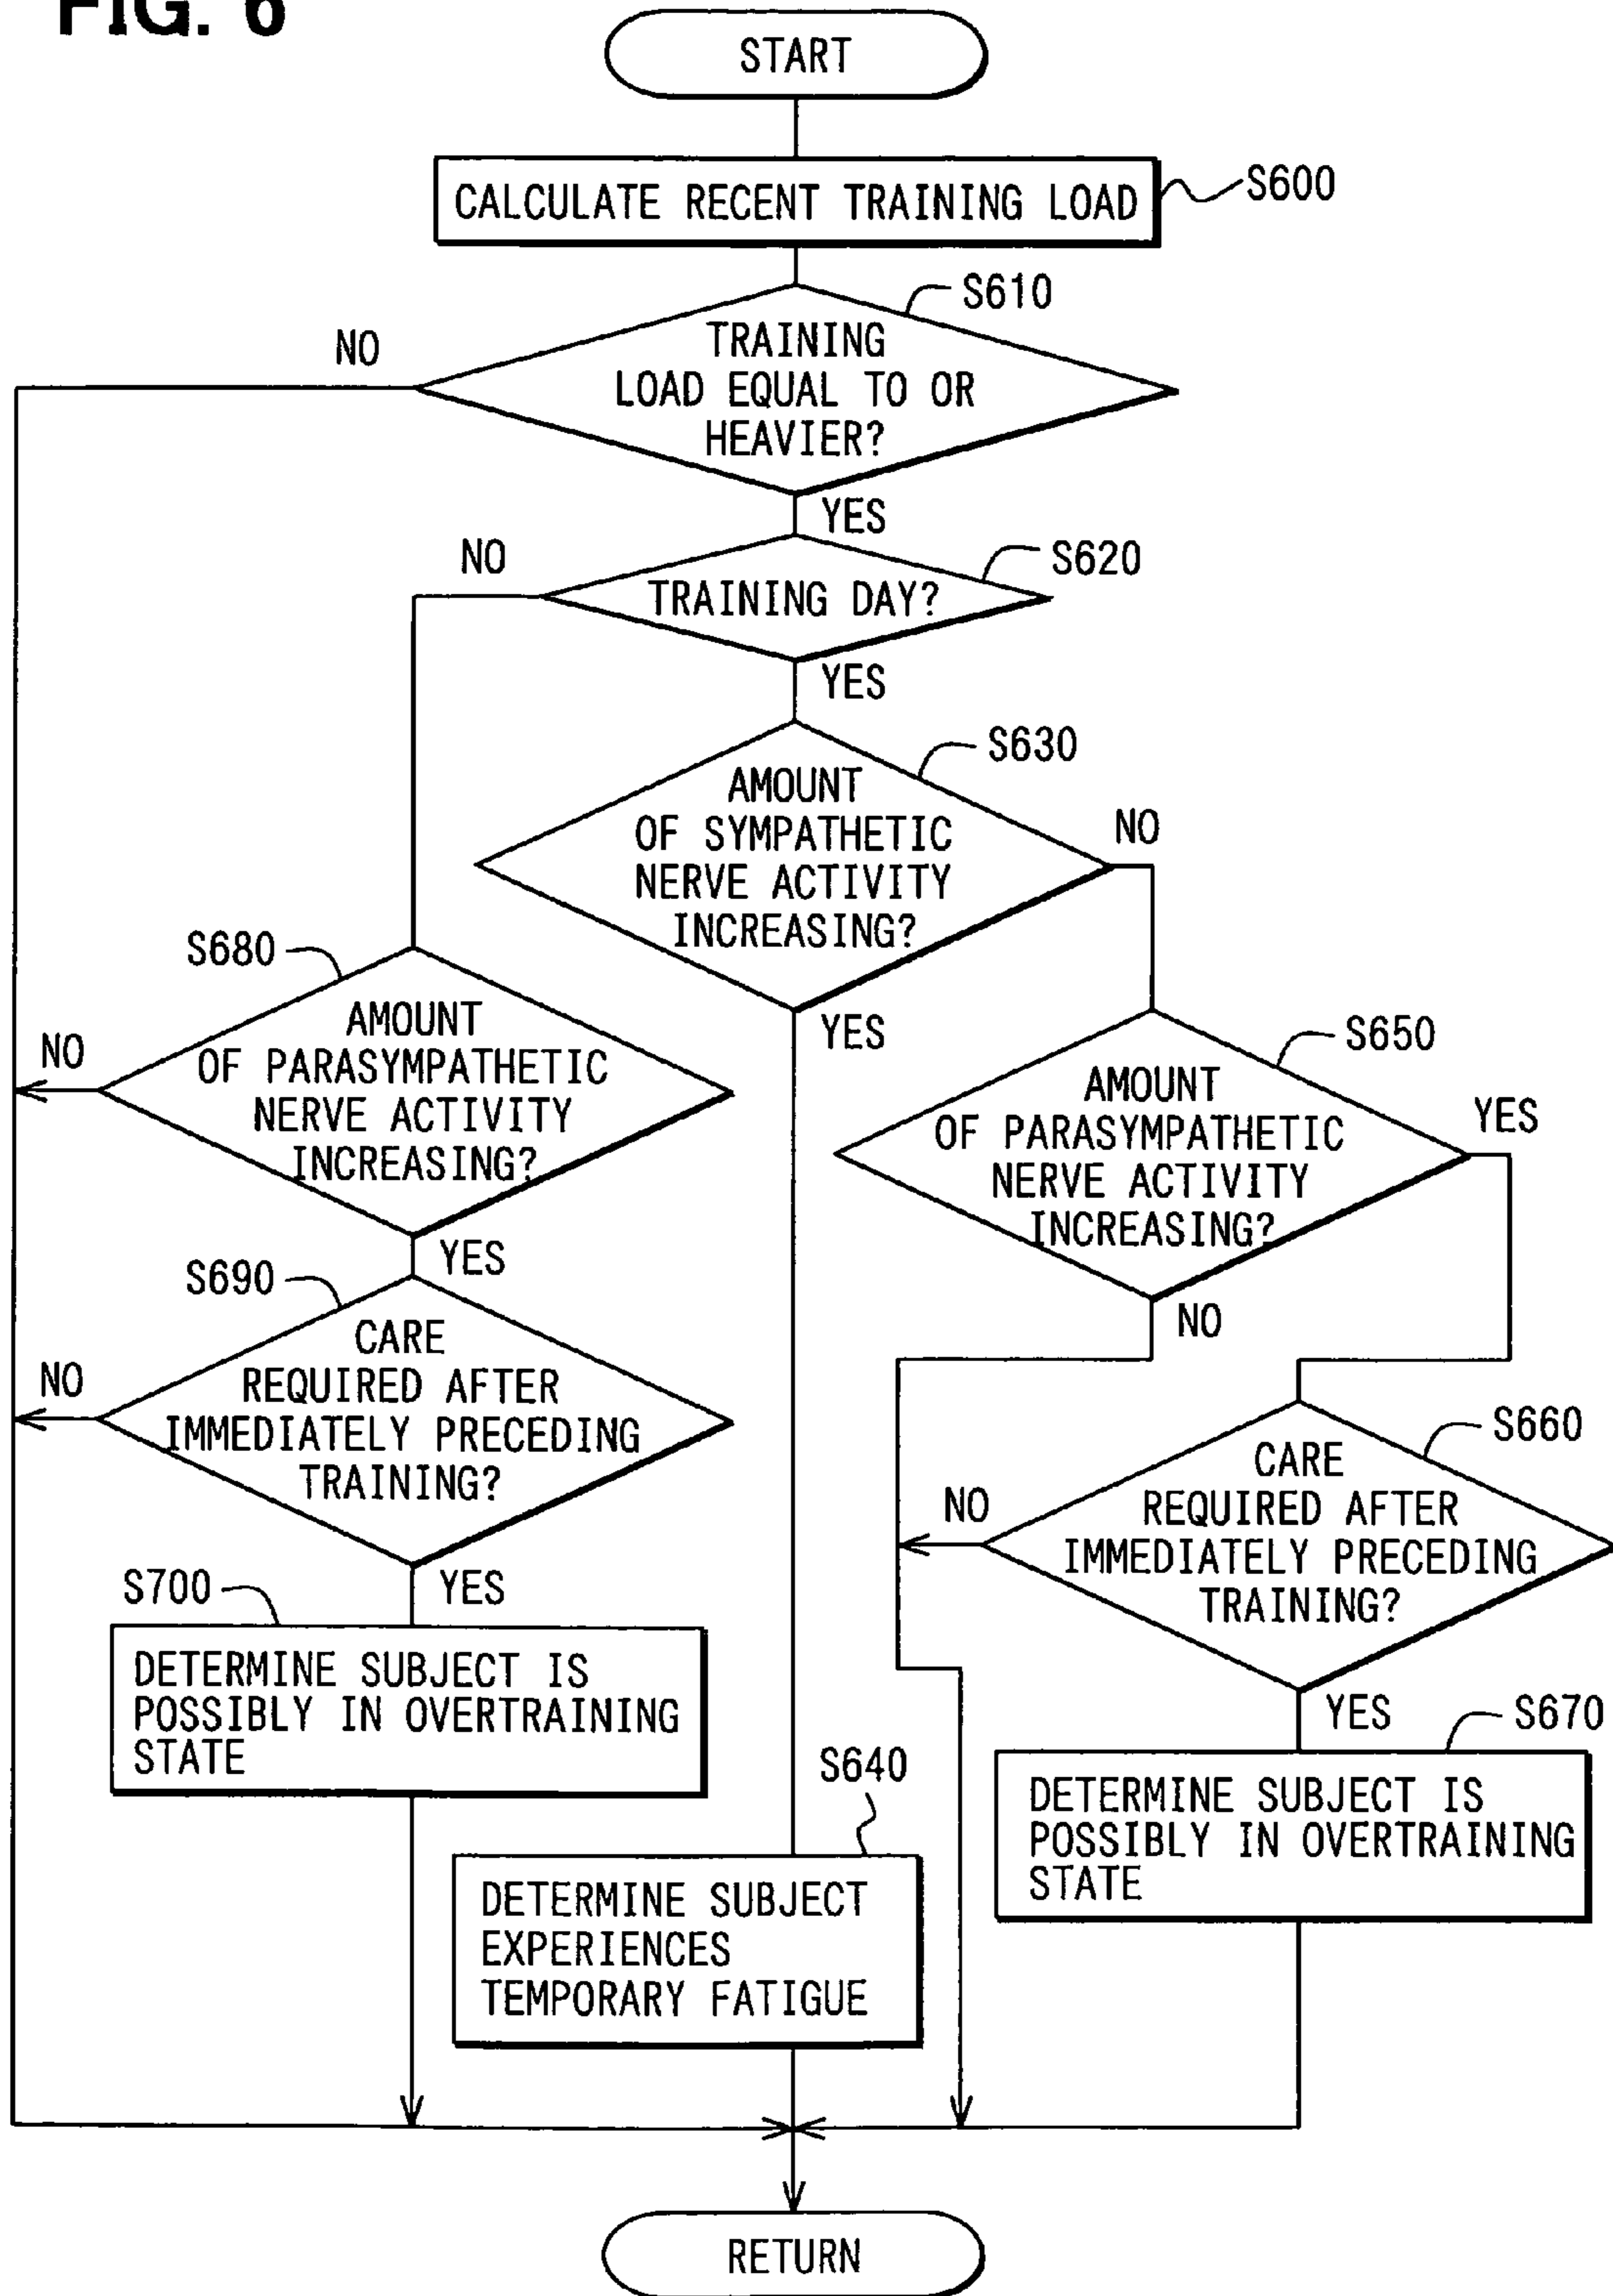 FIG. 6
START
CALCULATE RECENT TRAINING LOAD
S600
S610
NO
TRAINING
LOAD EQUAL TO OR
HEAVIER?
YES
NO
S620
TRAINING DAY?
YES
S630
AMOUNT
OF SYMPATHETIC
NERVE ACTIVITY
INCREASING?
NO
YES
S680
AMOUNT
OF PARASYMPATHETIC
NERVE ACTIVITY
INCREASING?
NO
YES
S650
AMOUNT
OF PARASYMPATHETIC
NERVE ACTIVITY
INCREASING?
YES
NO
S690
CARE
REQUIRED AFTER
IMMEDIATELY PRECEDING
TRAINING?
NO
YES
S660
CARE
REQUIRED AFTER
IMMEDIATELY PRECEDING
TRAINING?
NO
YES
S700
DETERMINE SUBJECT IS
POSSIBLY IN OVERTRAINING
STATE
S640
DETERMINE SUBJECT
EXPERIENCES
TEMPORARY FATIGUE
S670
DETERMINE SUBJECT IS
POSSIBLY IN OVERTRAINING
STATE
RETURN